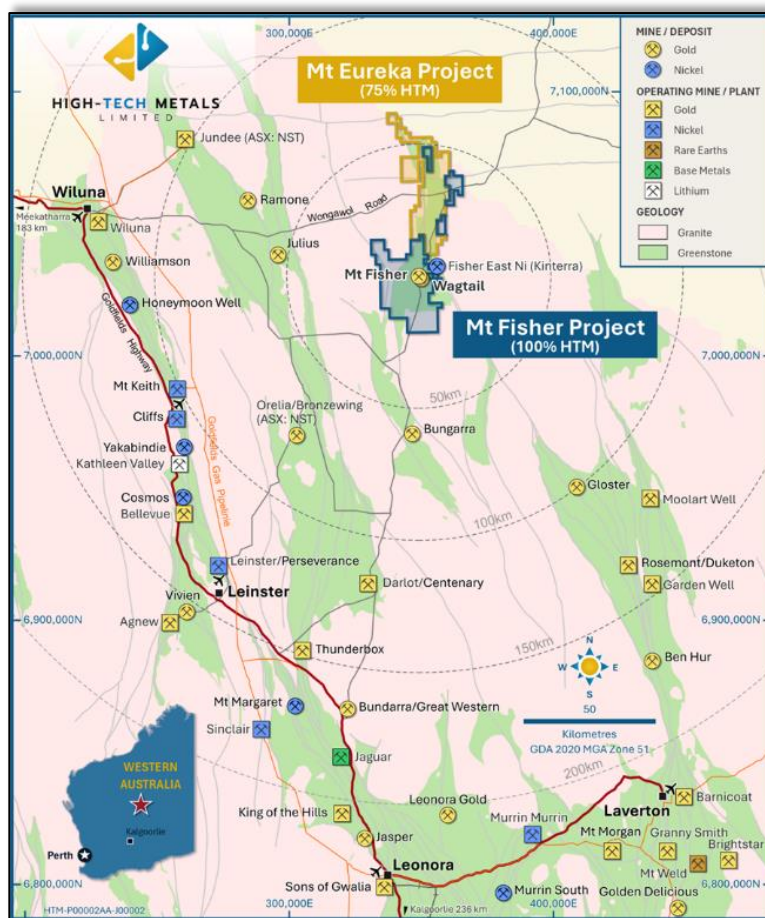 300,000E
400,000E
HIGH-TECH METALS
LIMITED
Mt Eureka Project
(75% HTM)
7,100,000N
MINE / DEPOSIT
Gold
Nickel
OPERATING MINE / PLANT
Gold
Nickel
Rare Earths
Base Metals
Lithium
GEOLOGY
Granite
Greenstone
Jundee (ASX: NST)
Wiluna
Meekatharra
183 km
Wiluna
Ramone
Wongawol Road
Julius
Williamson
Mt Fisher
Fisher East Ni (Kinterra)
Wagtail
Honeymoon Well
Goldfields Highway
Mt Fisher Project
(100% HTM)
7,000,000N
7,000,000N
Mt Keith
50km
Cliffs
Orelia/Bronzewing
(ASX: NST)
Bungarra
Goldfields Gas Pipeline
Yakabindie
Kathleen Valley
Cosmos
Bellevue
Gloster
Moolart Well
100km
Leinster/Perseverance
Leinster
Darlot/Centenary
Rosemont/Duketon
Garden Well
Vivien
Agnew
6,900,000N
6,900,000N
Thunderbox
150km
N
W
E
S
Ben Hur
50
Kilometres
GDA 2020 MGA Zone 51
Mt Margaret
Bundarra/Great Western
Sinclair
Jaguar
200km
WESTERN
AUSTRALIA
Kalgoorlie
Perth
King of the Hills
Leonora Gold
Laverton
Barnicoat
Murrin Murrin
Jasper
Mt Morgan
Granny Smith
Brightstar
Leonora
Mt Weld
Sons of Gwalia
Murrin South
Golden Delicious
6,800,000N
6,800,000N
HTM-P00002AA-J00002
300,000E
Kalgoorlie 236 km
400,000E